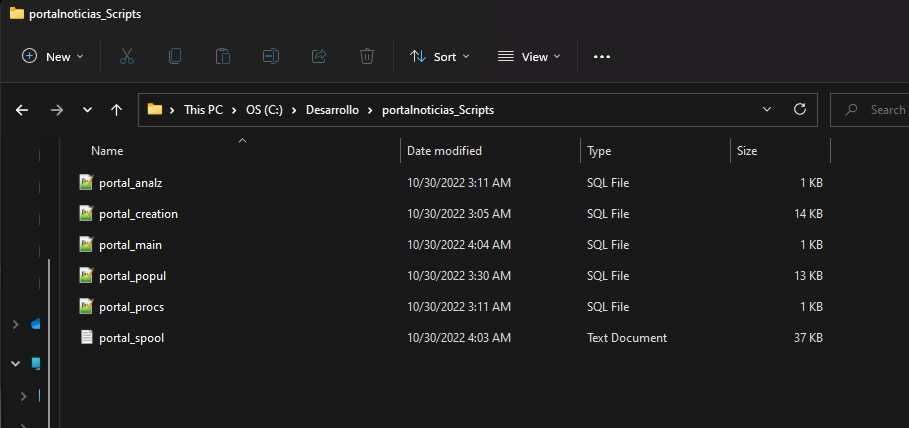 portalnoticias_Scripts
New Sort View
This PC OS (C:) Desarrollo portalnoticias_Scripts Search
Name Date modified Type Size
portal_analz 10/30/2022 3:11 AM SQL File 1 KB
portal_creation 10/30/2022 3:05 AM SQL File 14 KB
portal_main 10/30/2022 4:04 AM SQL File 1 KB
portal_popul 10/30/2022 3:30 AM SQL File 13 KB
portal_procs 10/30/2022 3:11 AM SQL File 1 KB
portal_spool 10/30/2022 4:03 AM Text Document 37 KB